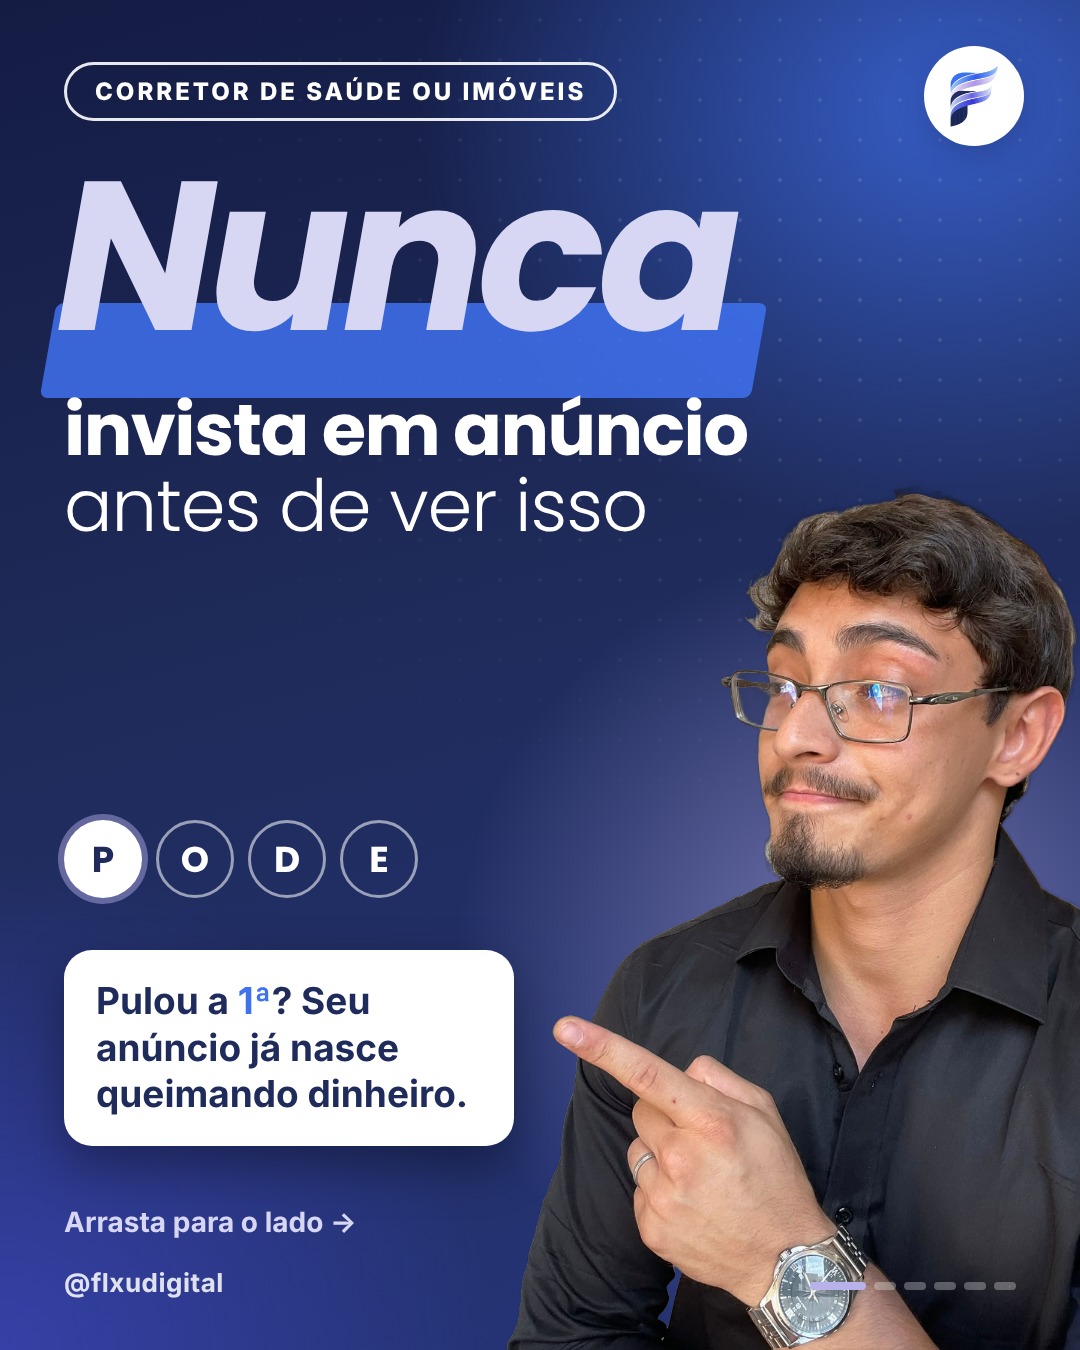 CORRETOR DE SAÚDE OU IMÓVEIS
Nunca
invista em anúncio
antes de ver isso
P O D E
Pulou a 1ª? Seu
anúncio já nasce
queimando dinheiro.
Arrasta para o lado →
@flxudigital